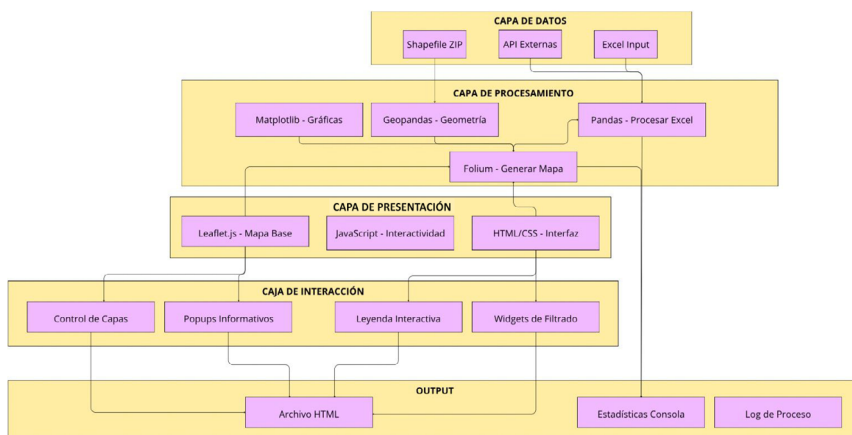 CAPA DE DATOS
Shapefile ZIP
API Externas
Excel Input
CAPA DE PROCESAMIENTO
Matplotlib - Gráficas
Geopandas - Geometría
Pandas - Procesar Excel
Folium - Generar Mapa
CAPA DE PRESENTACIÓN
Leaflet.js - Mapa Base
JavaScript - Interactividad
HTML/CSS - Interfaz
CAJA DE INTERACCIÓN
Control de Capas
Popups Informativos
Leyenda Interactiva
Widgets de Filtrado
OUTPUT
Archivo HTML
Estadísticas Consola
Log de Proceso